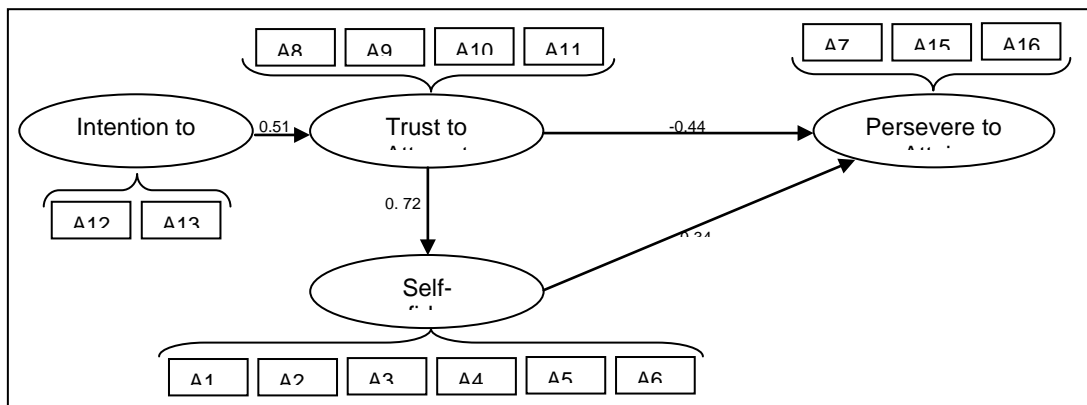 A8 A9 A10 A11
A7 A15 A16
Intention to
0.51
Trust to
-0.44
Persevere to
A12 A13
0. 72
Self-
A1 A2 A3 A4 A5 A6